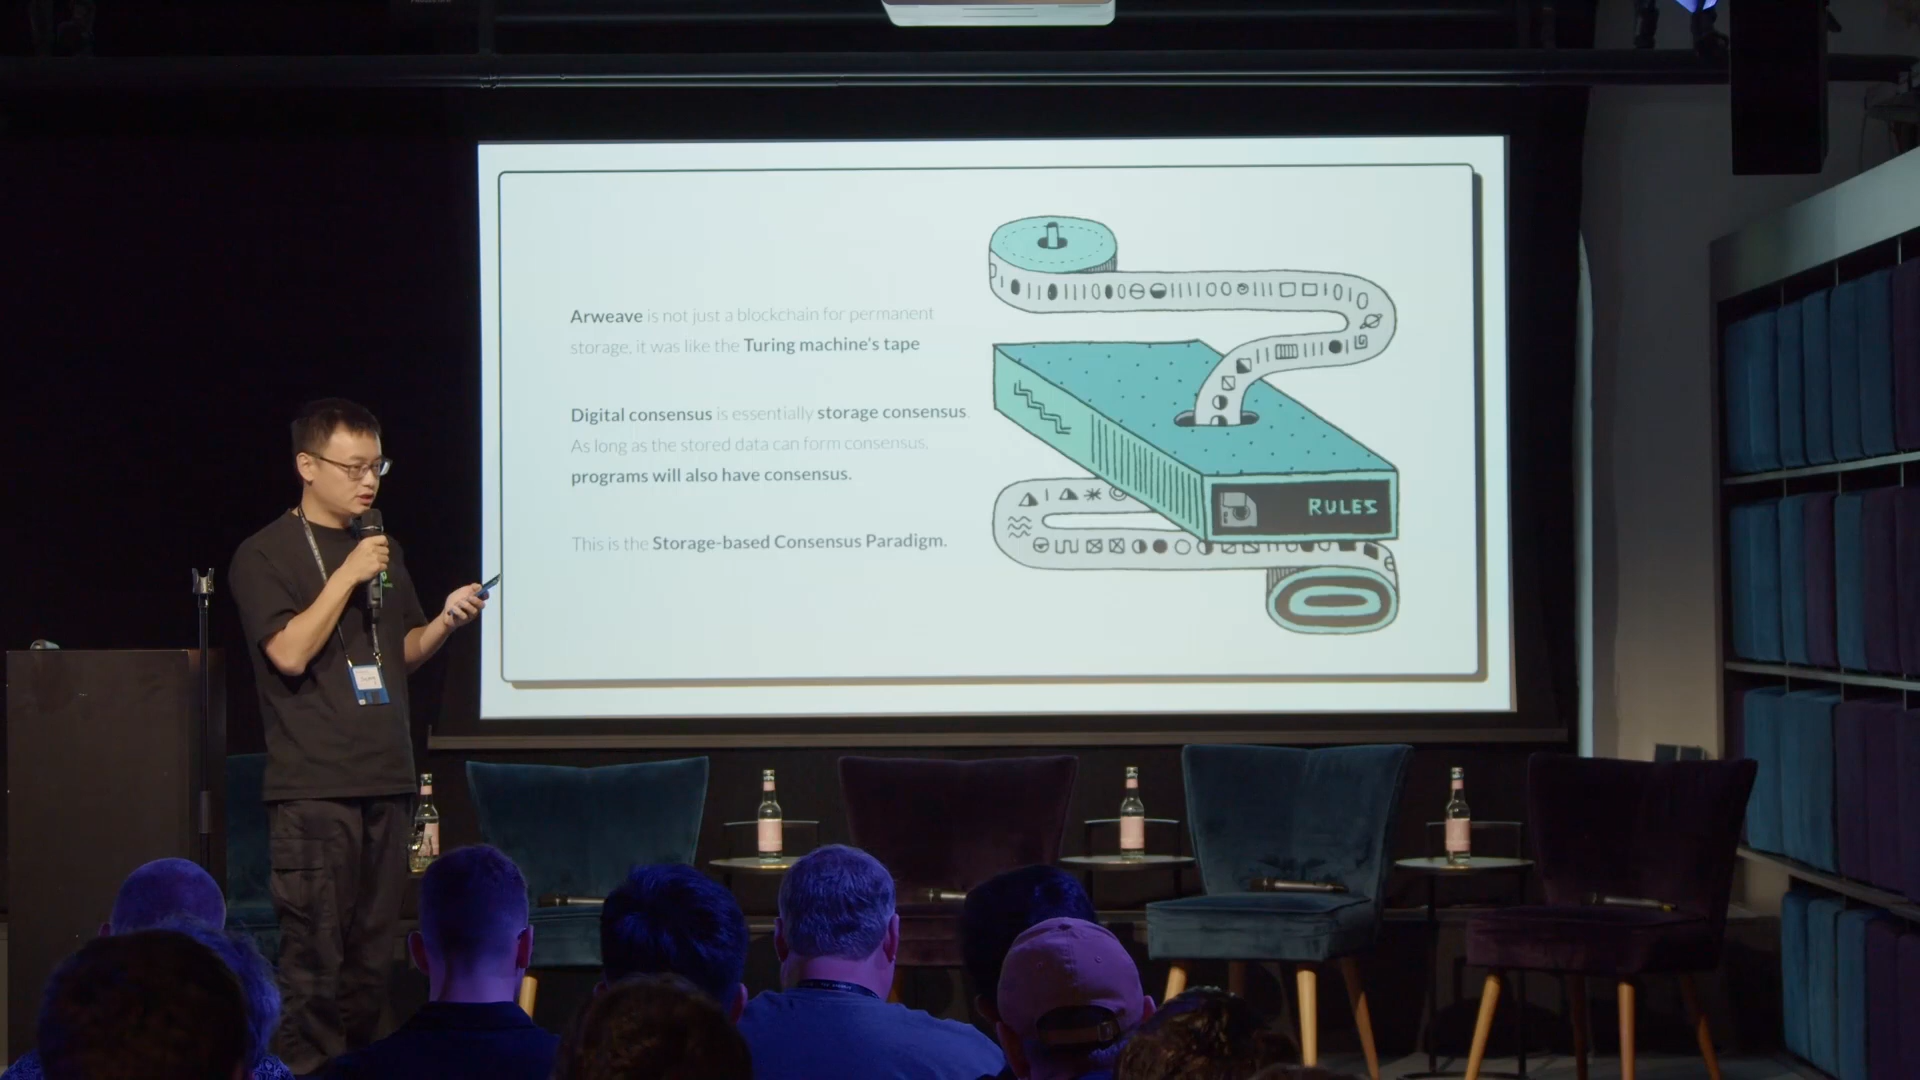 Arweave is not just a blockchain for permanent
storage, it was like the Turing machine's tape
Digital consensus is essentially storage consensus.
As long as the stored data can form consensus,
programs will also have consensus.
This is the Storage-based Consensus Paradigm.
RULES